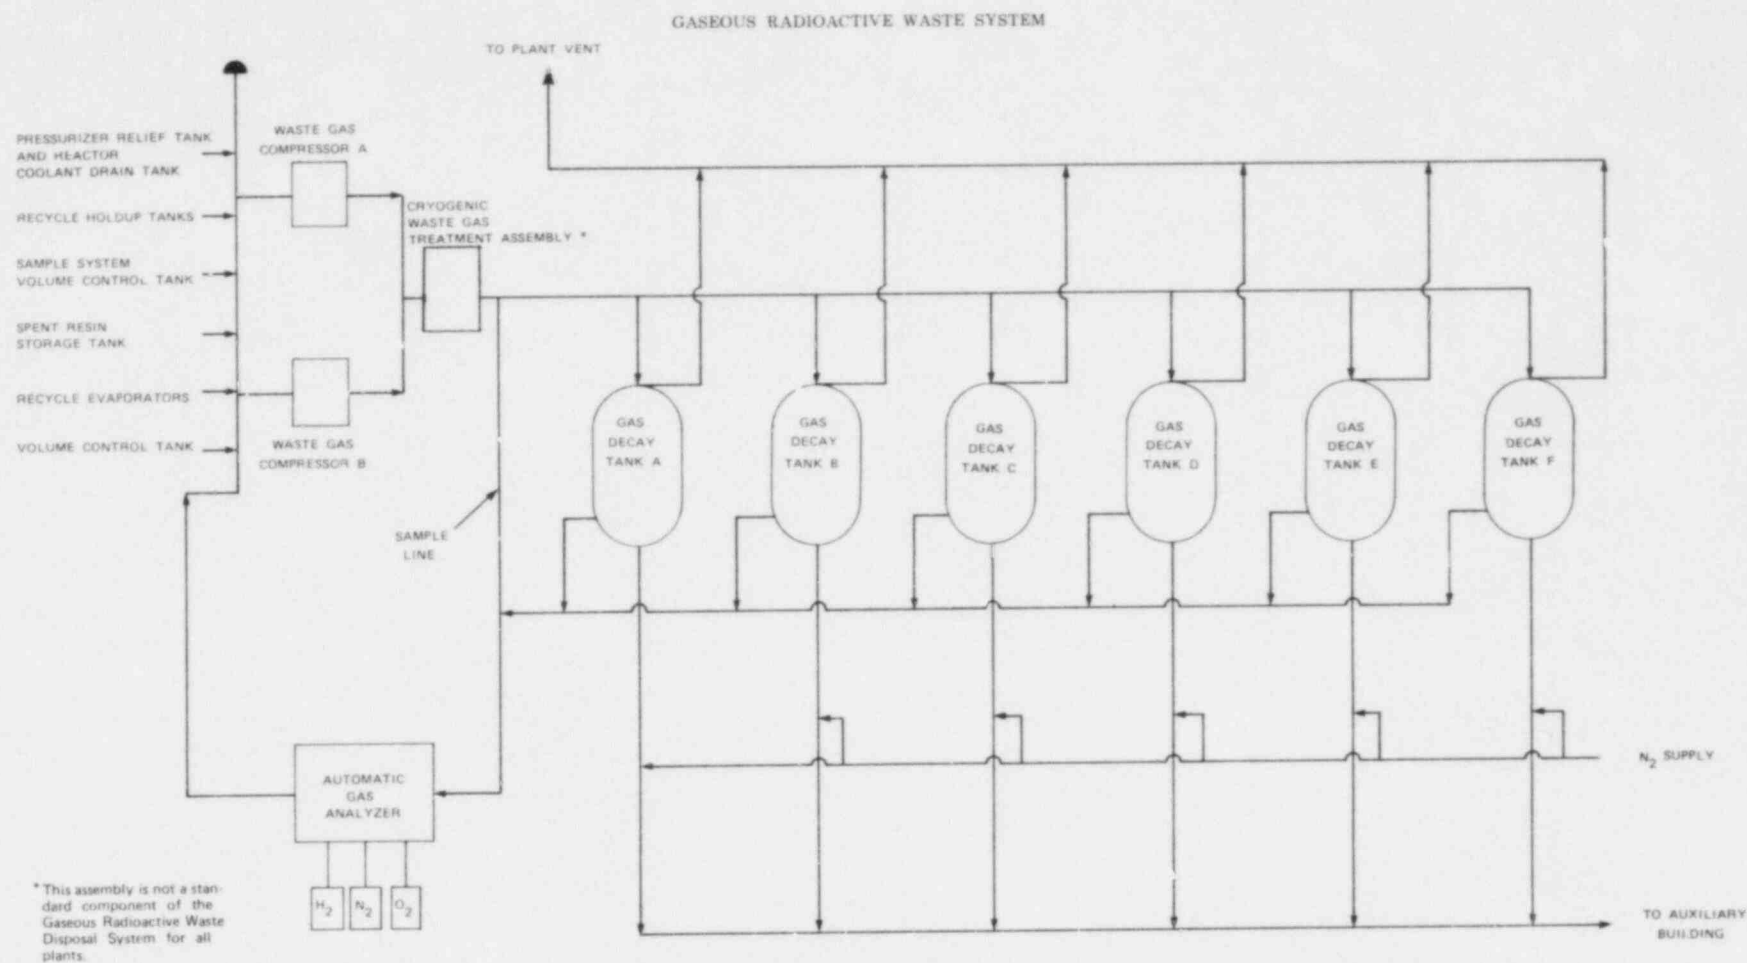 GASEOUS RADIOACTIVE WASTE SYSTEM
TO PLANT VENT
PRESSURIZER RELIEF TANK
AND REACTOR
COOLANT DRAIN TANK
RECYCLE HOLDUP TANKS
SAMPLE SYSTEM
VOLUME CONTROL TANK
SPENT RESIN
STORAGE TANK
RECYCLE EVAPORATORS
VOLUME CONTROL TANK
WASTE GAS
COMPRESSOR A
WASTE GAS
COMPRESSOR B
CRYOGENIC
WASTE GAS
TREATMENT ASSEMBLY *
SAMPLE
LINE
GAS
DECAY
TANK A
GAS
DECAY
TANK B
GAS
DECAY
TANK C
GAS
DECAY
TANK D
GAS
DECAY
TANK E
GAS
DECAY
TANK F
N2 SUPPLY
AUTOMATIC
GAS
ANALYZER
H2
N2
O2
TO AUXILIARY
BUILDING
* This assembly is not a stan-
dard component of the
Gaseous Radioactive Waste
Disposal System for all
plants.